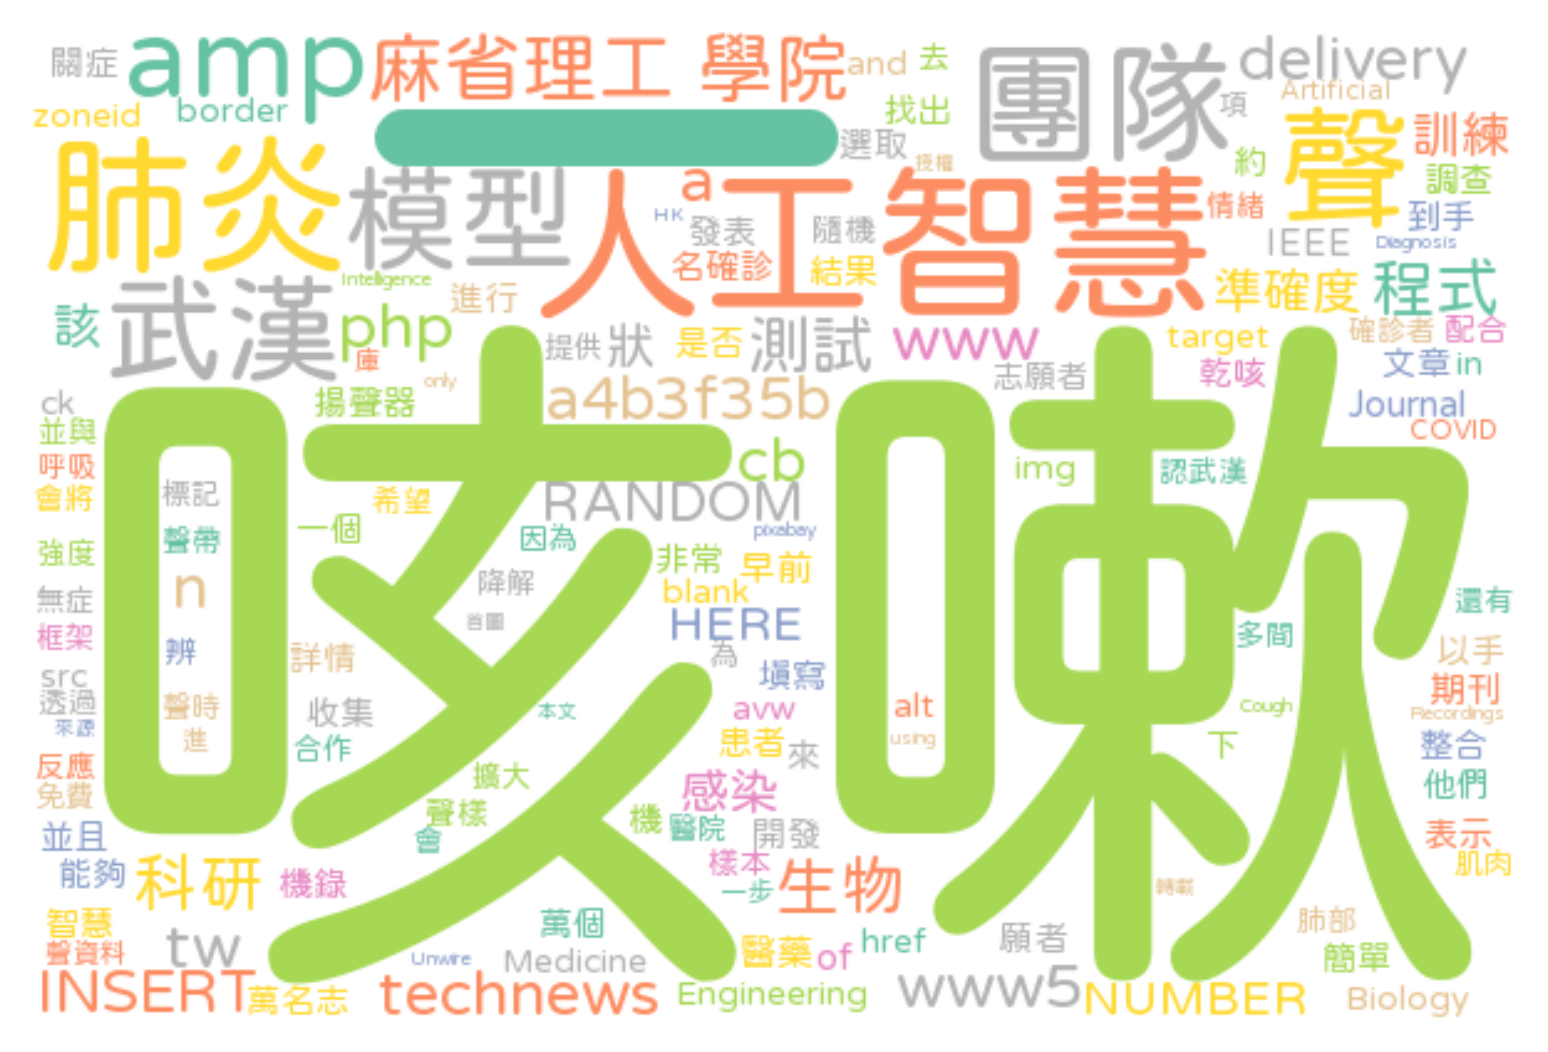 關症 amp 麻省理工 學院 and 去 團隊 delivery
zoneid border 找出 項 Artificial
肺炎 模型 一 選取 授權 約 聲 訓練
a 人工智慧 情緒 調查
HK 發表 隨機 IEEE 到手
Intelligence 名確診 結果 Diagnosis
該 武漢 進行 準確度 程式
php 庫 提供 狀 是否 測試 www target 確診者 配合
only 志願者 乾咳 文章 in
ck 揚聲器 a4b3f35b Journal
並與 咳嗽 COVID
呼吸 cb img 認武漢
會將 標記 希望 RANDOM
聲帶 一個 因為 pixabay
強度 非常 早前
無症 n 降解 blank 還有
框架 辨 首圖 HERE 多間
src 詳情 為 填寫 以手
透過 聲時 收集 本文 avw alt Cough 期刊
來源 進 合作 患者 來 using 下 Recordings
反應 擴大 整合
免費 聲樣 感染 他們
並且 會 機 醫院 開發 表示
能夠 科研 機錄 樣本 一步 生物 轉載 肌肉
智慧 萬個 肺部
聲資料 tw Unwire Medicine 醫藥 of href 願者 簡單
INSERT 萬名志 technews Engineering www5 NUMBER Biology